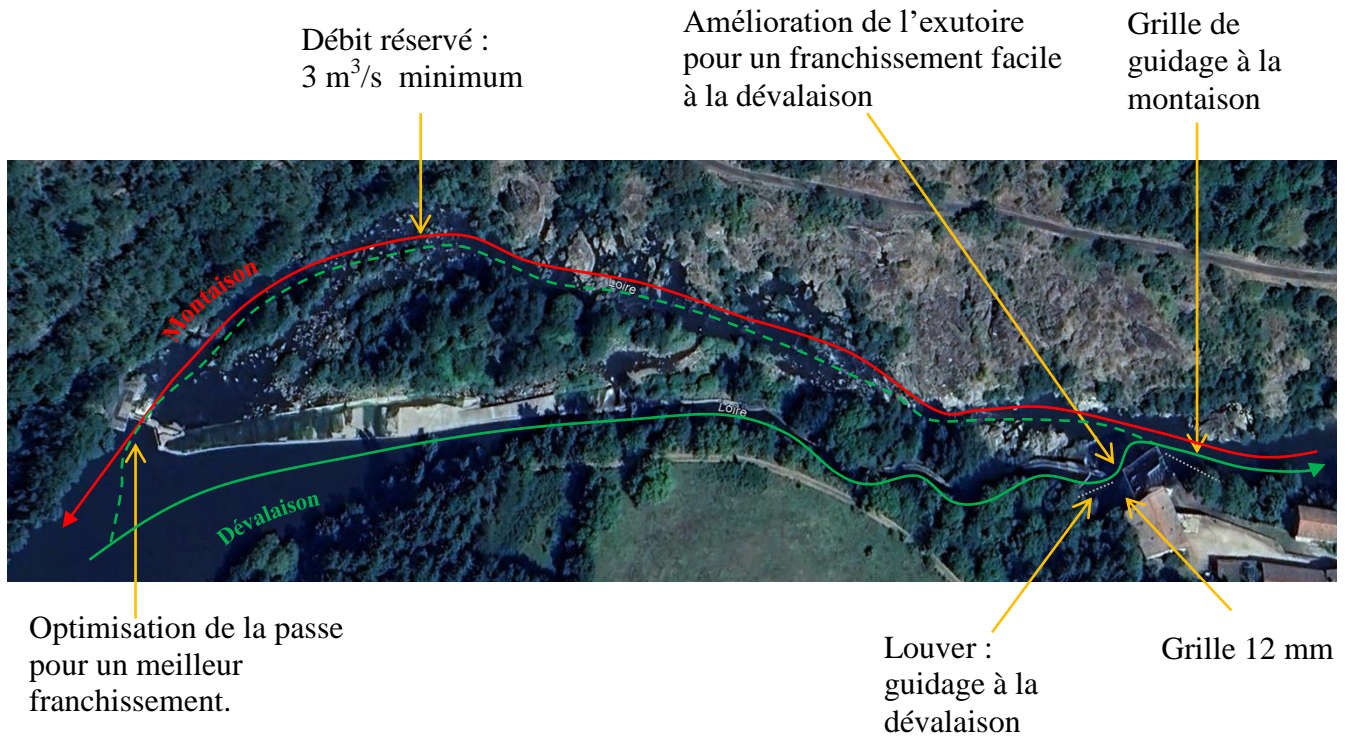 Débit réservé :
3 m³/s minimum
Amélioration de l’exutoire
pour un franchissement facile
à la dévalaison
Grille de
guidage à la
montaison
Montaison
Loire
Loire
Dévalaison
Optimisation de la passe
pour un meilleur
franchissement.
Louver :
guidage à la
dévalaison
Grille 12 mm